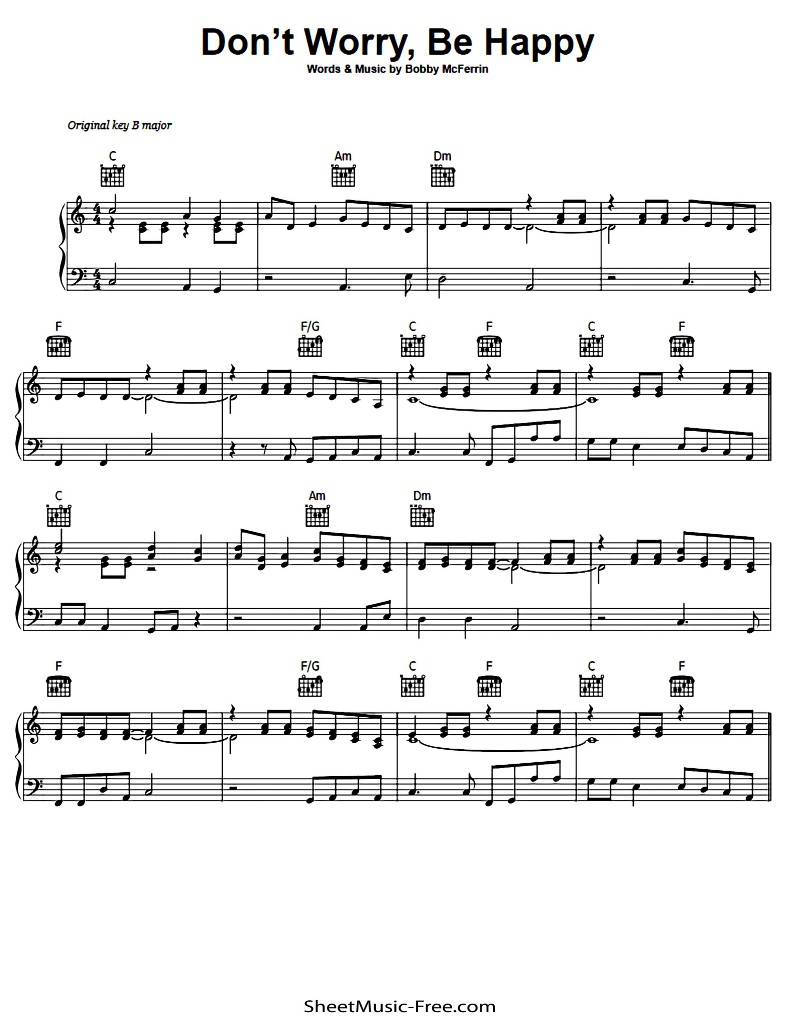 Don't Worry, Be Happy
Words & Music by Bobby McFerrin
Original key B major
C Am Dm
F F/G C F C F
C Am Dm
F F/G C F C F
SheetMusic-Free.com